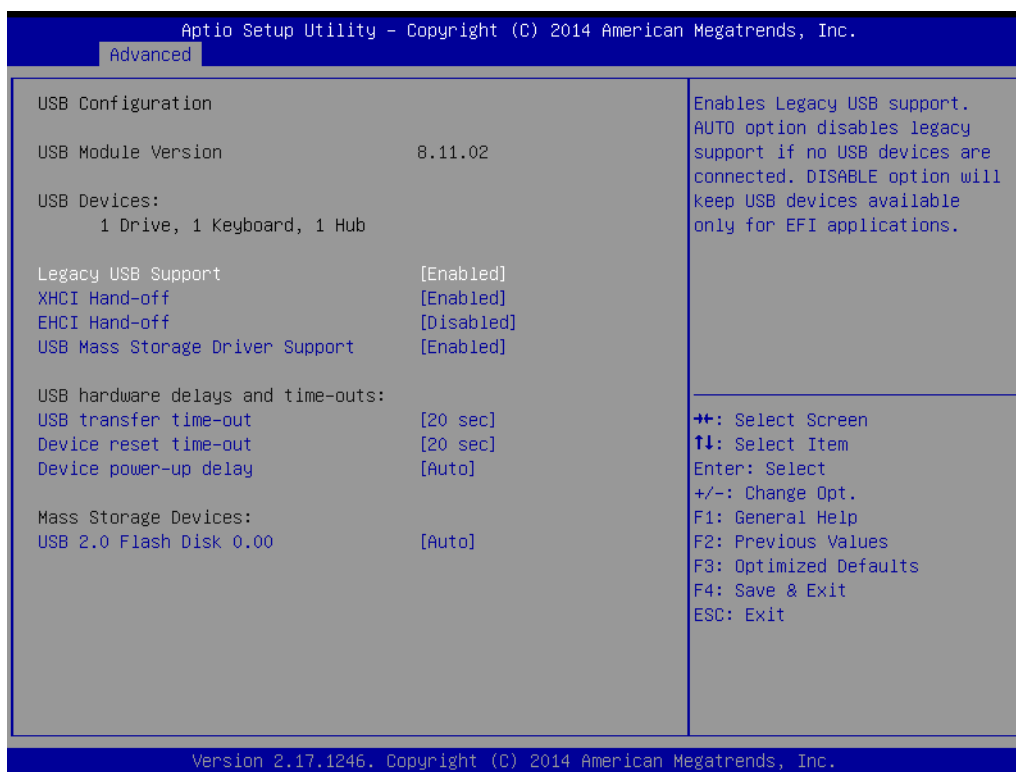 Aptio Setup Utility – Copyright (C) 2014 American Megatrends, Inc.
Advanced
USB Configuration
USB Module Version 8.11.02
USB Devices:
1 Drive, 1 Keyboard, 1 Hub
Legacy USB Support [Enabled]
XHCI Hand-off [Enabled]
EHCI Hand-off [Disabled]
USB Mass Storage Driver Support [Enabled]
USB hardware delays and time-outs:
USB transfer time-out [20 sec]
Device reset time-out [20 sec]
Device power-up delay [Auto]
Mass Storage Devices:
USB 2.0 Flash Disk 0.00 [Auto]
Enables Legacy USB support.
AUTO option disables legacy
support if no USB devices are
connected. DISABLE option will
keep USB devices available
only for EFI applications.
→←: Select Screen
↑↓: Select Item
Enter: Select
+/-: Change Opt.
F1: General Help
F2: Previous Values
F3: Optimized Defaults
F4: Save & Exit
ESC: Exit
Version 2.17.1246. Copyright (C) 2014 American Megatrends, Inc.